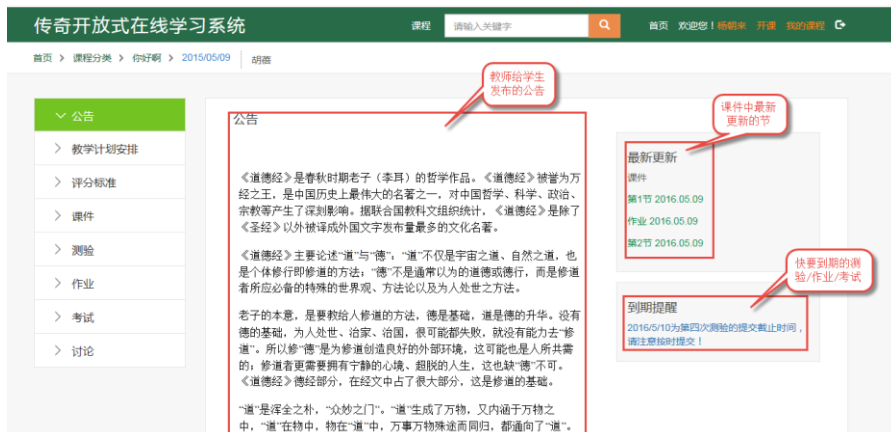 传奇开放式在线学习系统
课程 请输入关键字 首页 欢迎您！杨朝来 开课 我的课程
首页 > 课程分类 > 你好啊 > 2015/05/09 胡蓓
教师给学生
发布的公告
课件中最新
更新的节
公告
教学计划安排
评分标准
课件
测验
作业
考试
讨论
公告
《道德经》是春秋时期老子（李耳）的哲学作品。《道德经》被誉为万
经之王，是中国历史上最伟大的名著之一，对中国哲学、科学、政治、
宗教等产生了深刻影响。据联合国教科文组织统计，《道德经》是除了
《圣经》以外被译成外国文字发布量最多的文化名著。
《道德经》主要论述“道”与“德”：“道”不仅是宇宙之道、自然之道，也
是个体修行即修道的方法；“德”不是通常以为的道德或德行，而是修道
者所应必备的特殊的世界观、方法论以及为人处世之方法。
老子的本意，是要教给人修道的方法，德是基础，道是德的升华。没有
德的基础，为人处世、治家、治国，很可能都失败，就没有能力去“修
道”。所以修“德”是为修道创造良好的外部环境，这可能也是人所共需
的；修道者更需要拥有宁静的心境、超脱的人生，这也缺“德”不可。
《道德经》德经部分，在经文中占了很大部分，这是修道的基础。
“道”是浑全之朴，“众妙之门”。“道”生成了万物，又内涵于万物之
中，“道”在物中，物在“道”中，万事万物殊途而同归，都通向了“道”。
最新更新
课件
第1节 2016.05.09
作业 2016.05.09
第2节 2016.05.09
快要到期的测
验/作业/考试
到期提醒
2016/5/10为第四次测验的提交截止时间，
请注意按时提交！